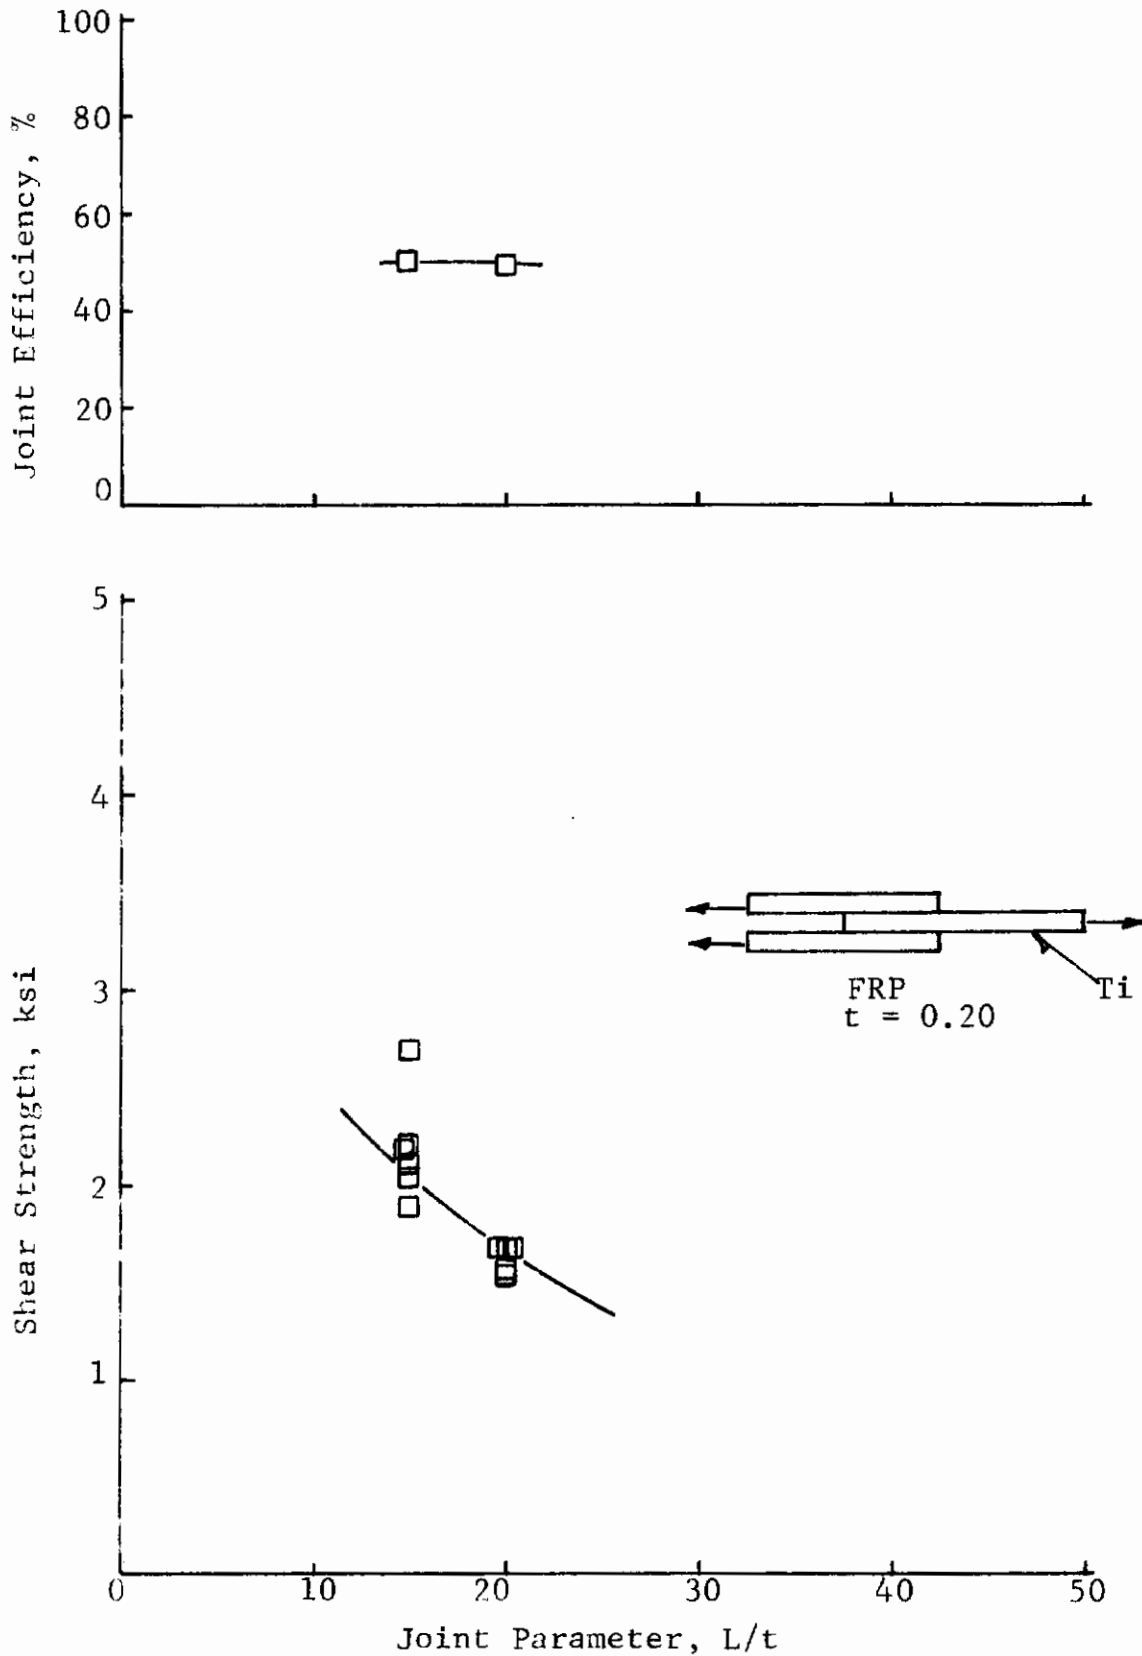 100
80
60
40
20
0
Joint Efficiency, %
5
4
3
2
1
Shear Strength, ksi
FRP
t = 0.20
Ti
0 10 20 30 40 50
Joint Parameter, L/t